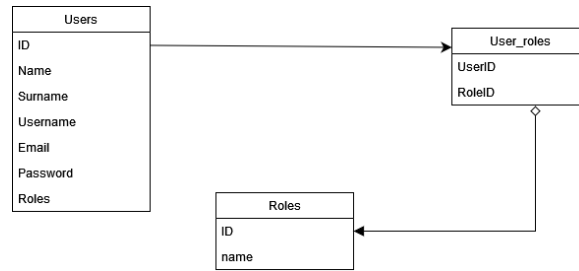 Users
ID
Name
Surname
Username
Email
Password
Roles
User_roles
UserID
RoleID
Roles
ID
name